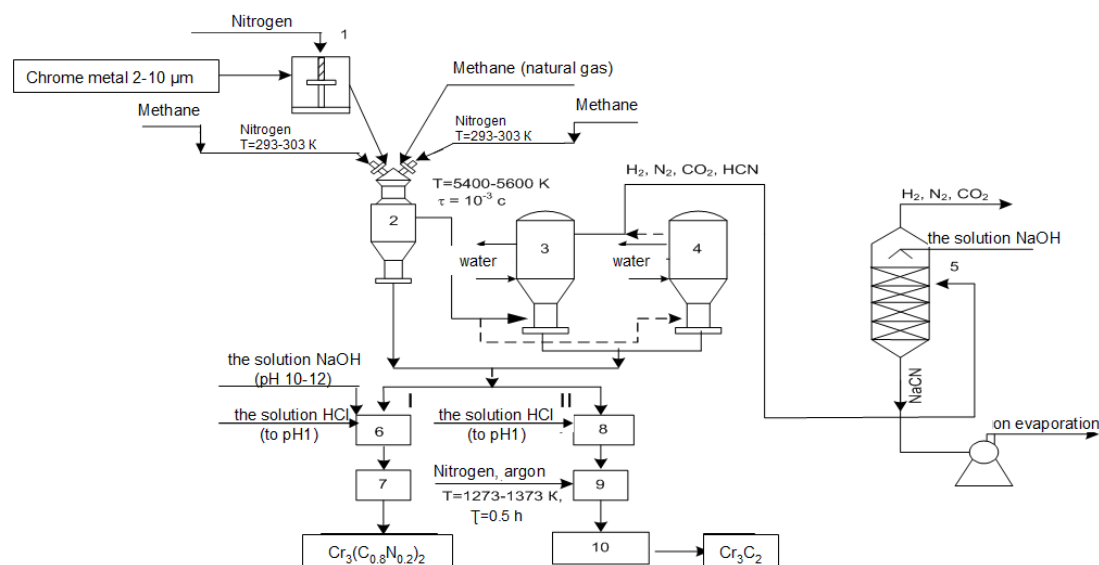 Nitrogen
1
Chrome metal 2-10 µm
Methane (natural gas)
Methane
Nitrogen
T=293-303 K
Nitrogen
T=293-303 K
Methane
T=5400-5600 K
τ = 10⁻³ c
H₂, N₂, CO₂, HCN
H₂, N₂, CO₂
the solution NaOH
2
3
4
5
water
water
the solution NaOH
(pH 10-12)
I
II
the solution HCl
(to pH1)
6
the solution HCl
(to pH1)
8
NaCN
on evaporation
7
Nitrogen, argon
T=1273-1373 K,
Ʈ=0.5 h
9
10
Cr₃(C₀.₈N₀.₂)₂
Cr₃C₂